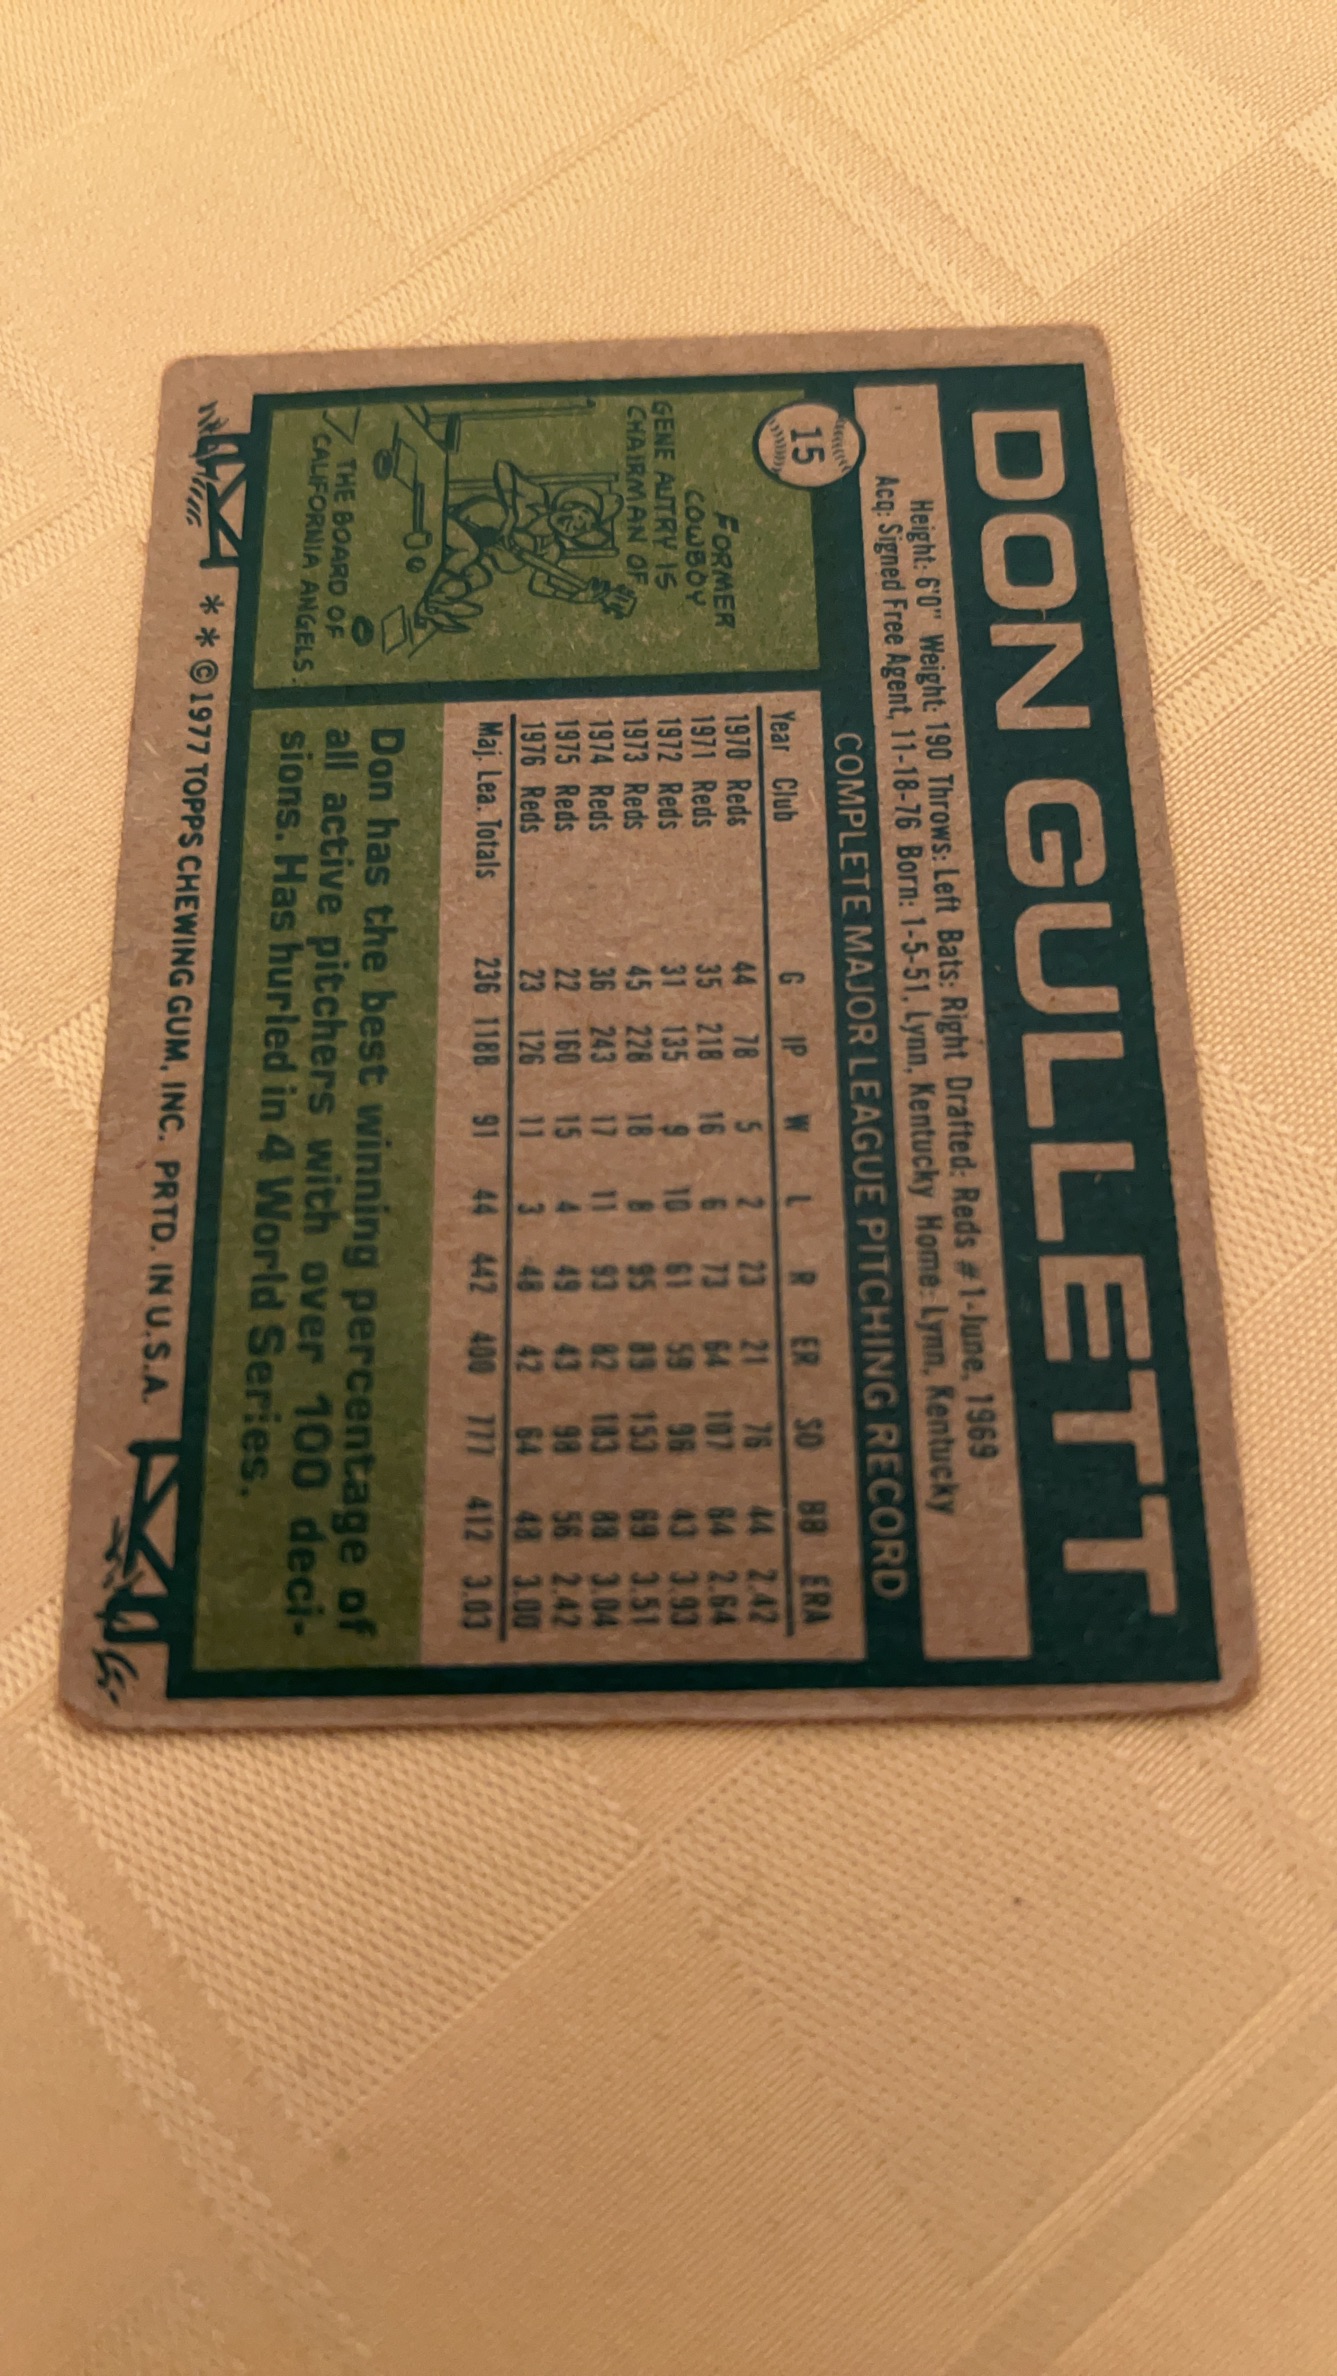 DON GULLETT
Height: 6'0" Weight: 190 Throws: Left Bats: Right Drafted: Reds #1-June, 1969
Acq: Signed Free Agent, 11-18-76 Born: 1-5-51, Lynn, Kentucky Home: Lynn, Kentucky
15
COMPLETE MAJOR LEAGUE PITCHING RECORD
FORMER
COWBOY
GENE AUTRY IS
CHAIRMAN OF
THE BOARD OF
CALIFORNIA ANGELS.
Year Club G IP W L R ER SO BB ERA
1970 Reds 44 78 5 2 23 21 76 44 2.42
1971 Reds 35 218 16 6 73 64 107 64 2.64
1972 Reds 31 135 9 10 61 59 96 43 3.93
1973 Reds 45 228 18 8 95 89 153 69 3.51
1974 Reds 36 243 17 11 93 82 183 88 3.04
1975 Reds 22 160 15 4 49 43 98 56 2.42
1976 Reds 23 126 11 3 48 42 64 48 3.00
Maj. Lea. Totals 236 1188 91 44 442 400 777 412 3.03
Don has the best winning percentage of
all active pitchers with over 100 deci-
sions. Has hurled in 4 World Series.
* * © 1977 TOPPS CHEWING GUM, INC. PRTD. IN U.S.A.